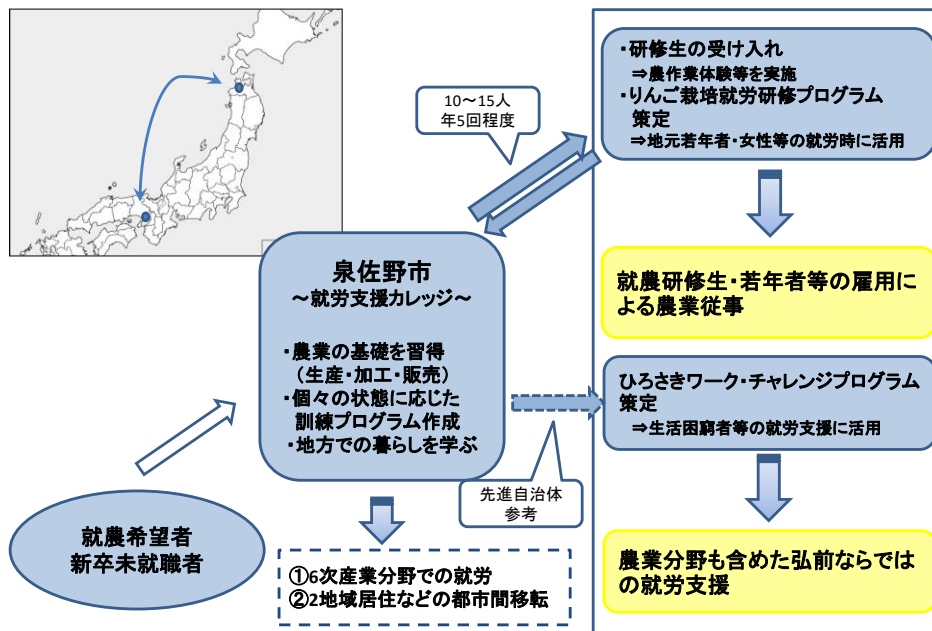 ・研修生の受け入れ
⇒農作業体験等を実施
・りんご栽培就労研修プログラム
策定
⇒地元若年者・女性等の就労時に活用
10～15人
年5回程度
泉佐野市
～就労支援カレッジ～
・農業の基礎を習得
（生産・加工・販売）
・個々の状態に応じた
訓練プログラム作成
・地方での暮らしを学ぶ
就農研修生・若年者等の雇用に
よる農業従事
ひろさきワーク・チャレンジプログラム
策定
⇒生活困窮者等の就労支援に活用
先進自治体
参考
就農希望者
新卒未就職者
①6次産業分野での就労
②2地域居住などの都市間移転
農業分野も含めた弘前ならでは
の就労支援